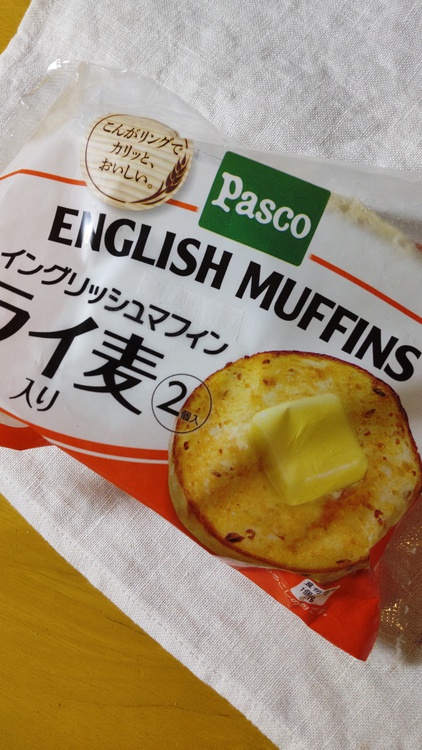 こんがリングで
カリッと、
おいしい。
Pasco
ENGLISH MUFFINS
イングリッシュマフィン
ライ麦
入り
2個入